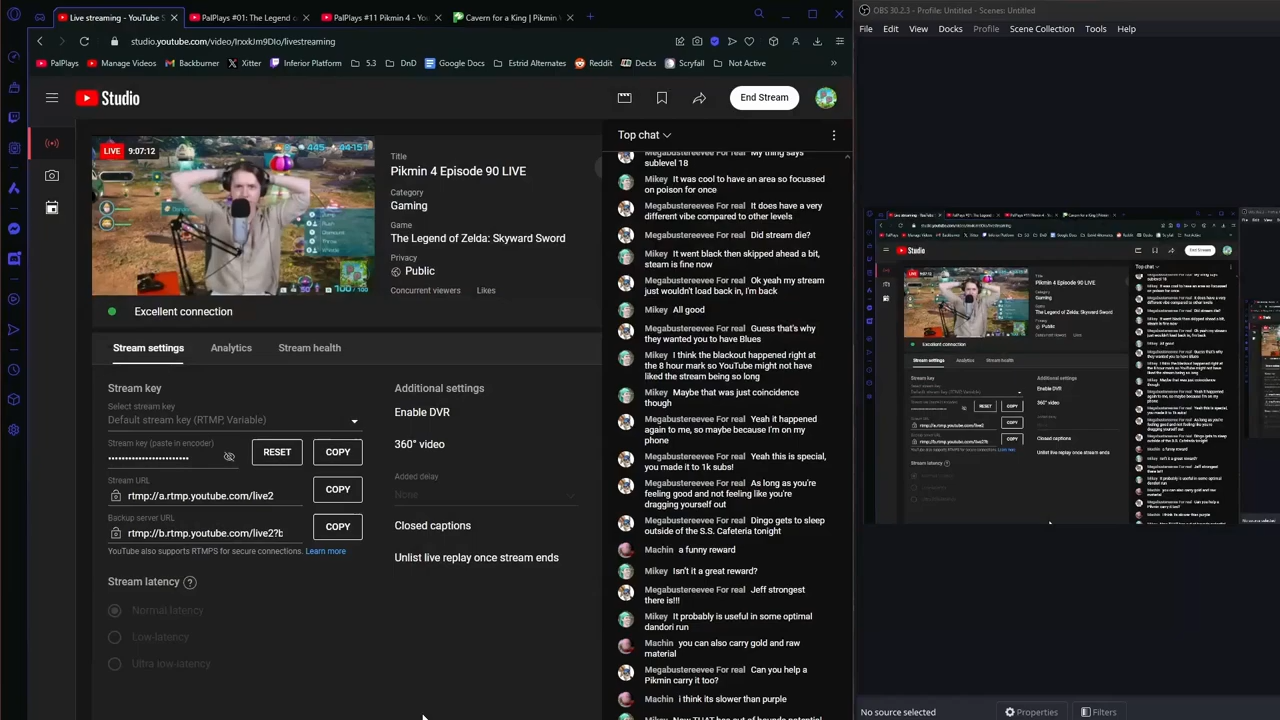 Live streaming - YouTube S
PalPlays #01: The Legend o
PalPlays #11 Pikmin 4 - Yo
Cavern for a King | Pikmin
OBS 30.2.3 - Profile: Untitled - Scenes: Untitled
File Edit View Docks Profile Scene Collection Tools Help
PalPlays Manage Videos Backburner Xitter Inferior Platform 5.3 DnD Google Docs Estrid Alternates Reddit Decks Scryfall Not Active
Studio
End Stream
LIVE 9:07:12
Title
Pikmin 4 Episode 90 LIVE
Category
Gaming
Game
The Legend of Zelda: Skyward Sword
Privacy
Public
Concurrent viewers Likes
Excellent connection
Stream settings Analytics Stream health
Stream key
Select stream key
Default stream key (RTMP, Variable)
Stream key (paste in encoder)
RESET COPY
Stream URL
rtmp://a.rtmp.youtube.com/live2
COPY
Backup server URL
rtmp://b.rtmp.youtube.com/live2?b
COPY
YouTube also supports RTMPS for secure connections. Learn more
Stream latency
Normal latency
Low-latency
Ultra low-latency
Additional settings
Enable DVR
360° video
Added delay
None
Closed captions
Unlist live replay once stream ends
Top chat
Megabustereevee For real My thing says
sublevel 18
Mikey It was cool to have an area so focussed
on poison for once
Megabustereevee For real It does have a very
different vibe compared to other levels
Megabustereevee For real Did stream die?
Mikey It went black then skipped ahead a bit,
steam is fine now
Megabustereevee For real Ok yeah my stream
just wouldn't load back in, I'm back
Mikey All good
Megabustereevee For real Guess that's why
they wanted you to have Blues
Mikey I think the blackout happened right at
the 8 hour mark so YouTube might not have
liked the stream being so long
Mikey Maybe that was just coincidence
though
Megabustereevee For real Yeah it happened
again to me, so maybe because I'm on my
phone
Megabustereevee For real Yeah this is special,
you made it to 1k subs!
Megabustereevee For real As long as you're
feeling good and not feeling like you're
dragging yourself out
Megabustereevee For real Dingo gets to sleep
outside of the S.S. Cafeteria tonight
Machin a funny reward
Mikey Isn't it a great reward?
Megabustereevee For real Jeff strongest
there is!!!
Mikey It probably is useful in some optimal
dandori run
Machin you can also carry gold and raw
material
Megabustereevee For real Can you help a
Pikmin carry it too?
Machin i think its slower than purple
No source selected Properties Filters